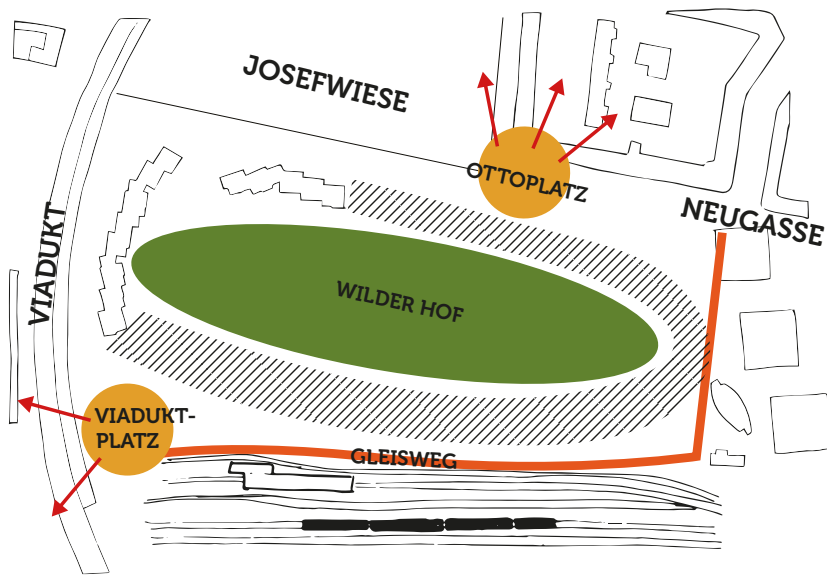 JOSEFWIESE
OTTOPLATZ
NEUGASSE
VIADUKT
WILDER HOF
VIADUKT-
PLATZ
GLEISWEG